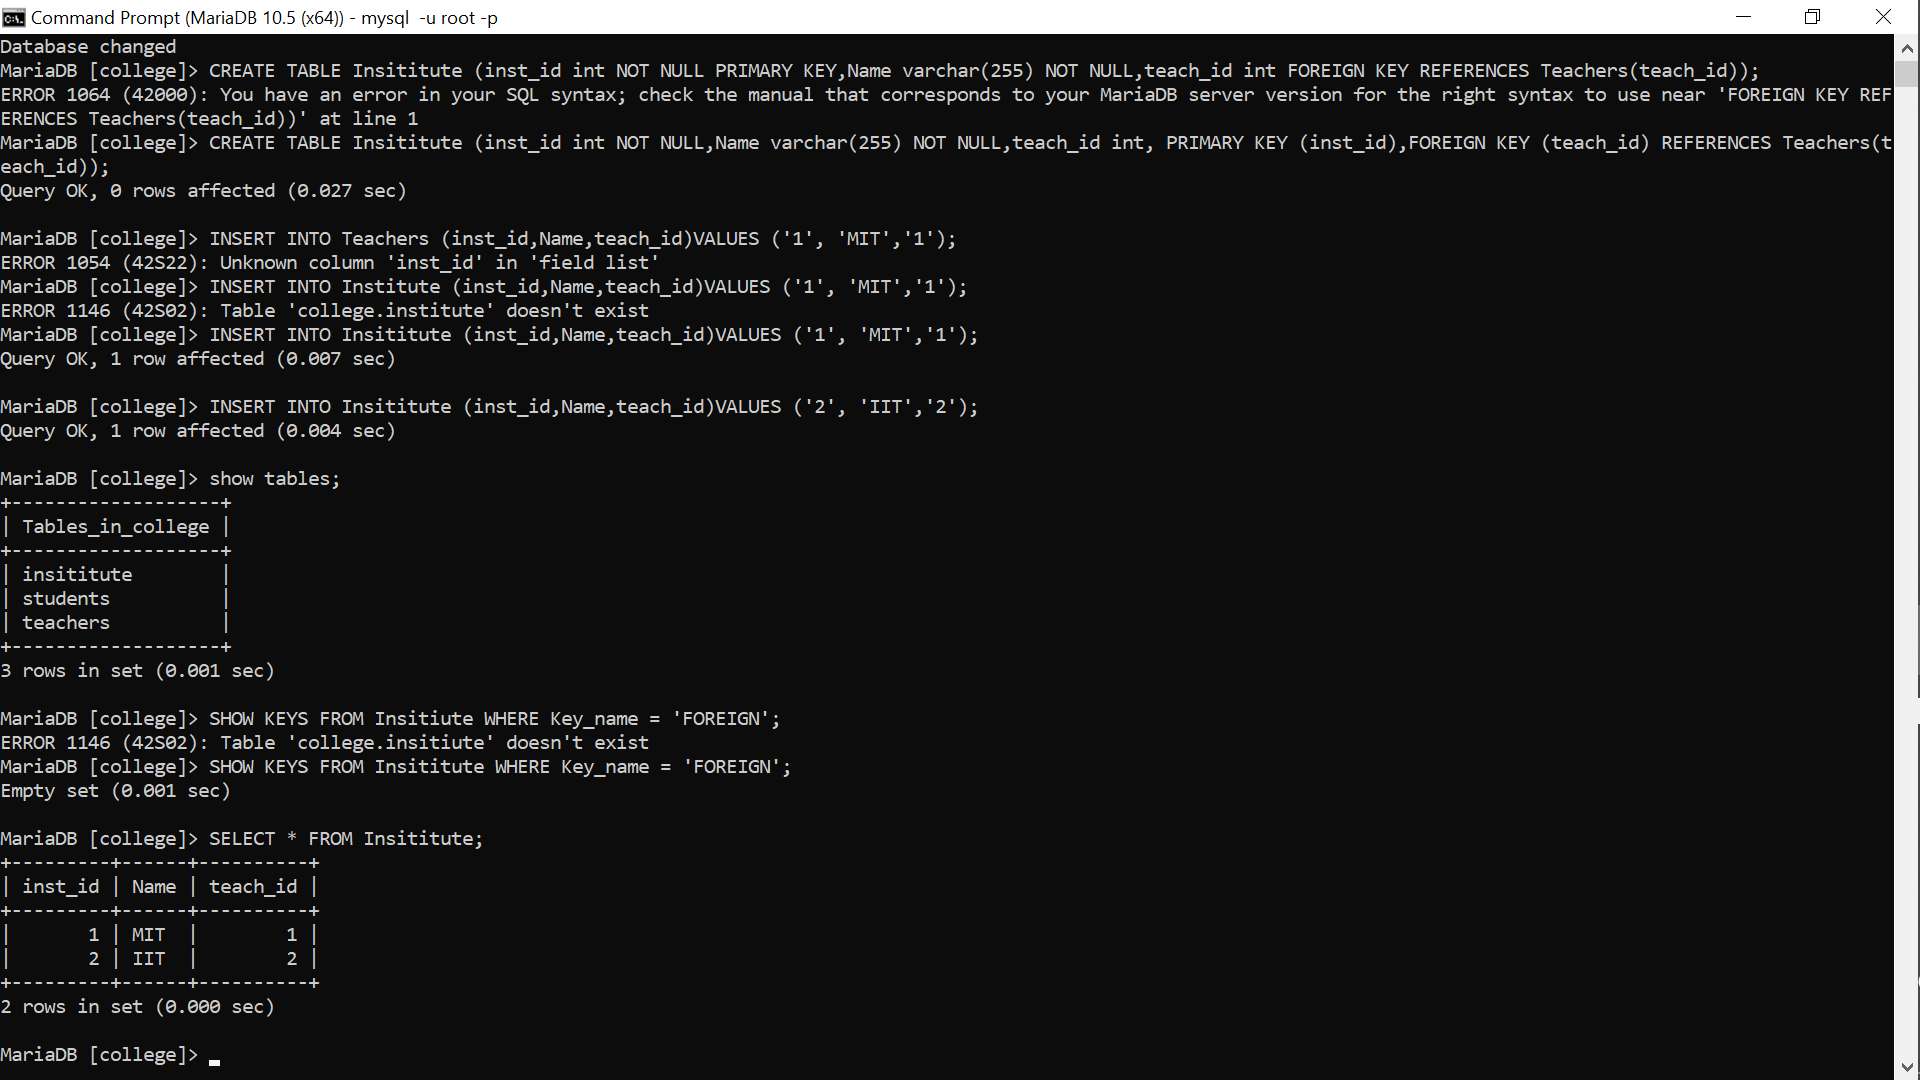 Command Prompt (MariaDB 10.5 (x64)) - mysql  -u root -p
Database changed
MariaDB [college]> CREATE TABLE Insititute (inst_id int NOT NULL PRIMARY KEY,Name varchar(255) NOT NULL,teach_id int FOREIGN KEY REFERENCES Teachers(teach_id));
ERROR 1064 (42000): You have an error in your SQL syntax; check the manual that corresponds to your MariaDB server version for the right syntax to use near 'FOREIGN KEY REF
ERENCES Teachers(teach_id))' at line 1
MariaDB [college]> CREATE TABLE Insititute (inst_id int NOT NULL,Name varchar(255) NOT NULL,teach_id int, PRIMARY KEY (inst_id),FOREIGN KEY (teach_id) REFERENCES Teachers(t
each_id));
Query OK, 0 rows affected (0.027 sec)
MariaDB [college]> INSERT INTO Teachers (inst_id,Name,teach_id)VALUES ('1', 'MIT','1');
ERROR 1054 (42S22): Unknown column 'inst_id' in 'field list'
MariaDB [college]> INSERT INTO Institute (inst_id,Name,teach_id)VALUES ('1', 'MIT','1');
ERROR 1146 (42S02): Table 'college.institute' doesn't exist
MariaDB [college]> INSERT INTO Insititute (inst_id,Name,teach_id)VALUES ('1', 'MIT','1');
Query OK, 1 row affected (0.007 sec)
MariaDB [college]> INSERT INTO Insititute (inst_id,Name,teach_id)VALUES ('2', 'IIT','2');
Query OK, 1 row affected (0.004 sec)
MariaDB [college]> show tables;
+-------------------+
| Tables_in_college |
+-------------------+
| insititute        |
| students          |
| teachers          |
+-------------------+
3 rows in set (0.001 sec)
MariaDB [college]> SHOW KEYS FROM Insitiute WHERE Key_name = 'FOREIGN';
ERROR 1146 (42S02): Table 'college.insitiute' doesn't exist
MariaDB [college]> SHOW KEYS FROM Insititute WHERE Key_name = 'FOREIGN';
Empty set (0.001 sec)
MariaDB [college]> SELECT * FROM Insititute;
+---------+------+----------+
| inst_id | Name | teach_id |
+---------+------+----------+
|       1 | MIT  |        1 |
|       2 | IIT  |        2 |
+---------+------+----------+
2 rows in set (0.000 sec)
MariaDB [college]>